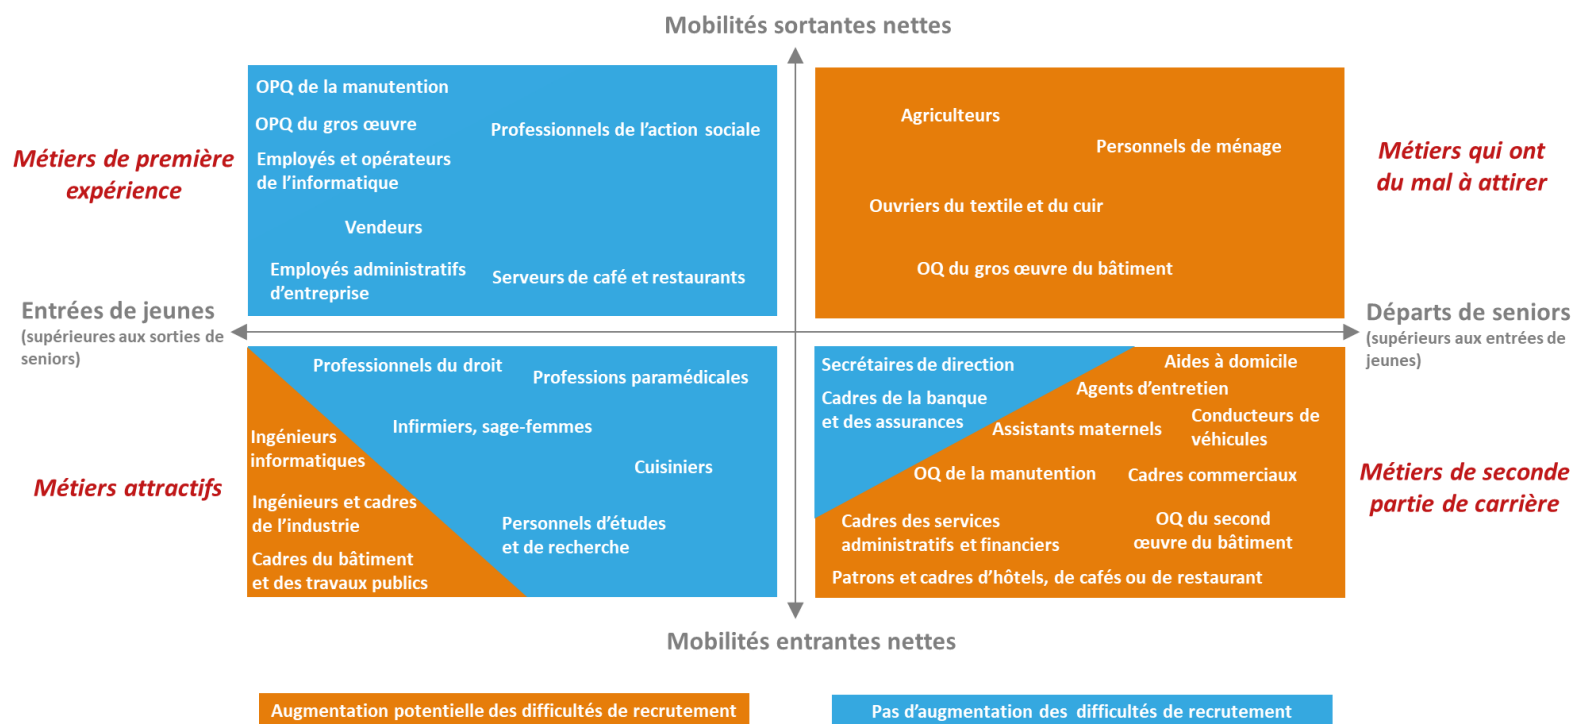 Mobilités sortantes nettes
Métiers de première
expérience
OPQ de la manutention
OPQ du gros œuvre
Professionnels de l'action sociale
Employés et opérateurs
de l'informatique
Vendeurs
Employés administratifs
d'entreprise
Serveurs de café et restaurants
Agriculteurs
Personnels de ménage
Ouvriers du textile et du cuir
OQ du gros œuvre du bâtiment
Métiers qui ont
du mal à attirer
Entrées de jeunes
(supérieures aux sorties de
seniors)
Départs de seniors
(supérieurs aux entrées de
jeunes)
Métiers attractifs
Professionnels du droit
Professions paramédicales
Infirmiers, sage-femmes
Ingénieurs
informatiques
Cuisiniers
Ingénieurs et cadres
de l'industrie
Personnels d'études
et de recherche
Cadres du bâtiment
et des travaux publics
Secrétaires de direction
Aides à domicile
Agents d'entretien
Cadres de la banque
et des assurances
Assistants maternels
Conducteurs de
véhicules
OQ de la manutention
Cadres commerciaux
Cadres des services
administratifs et financiers
OQ du second
œuvre du bâtiment
Patrons et cadres d'hôtels, de cafés ou de restaurant
Métiers de seconde
partie de carrière
Mobilités entrantes nettes
Augmentation potentielle des difficultés de recrutement
Pas d'augmentation des difficultés de recrutement